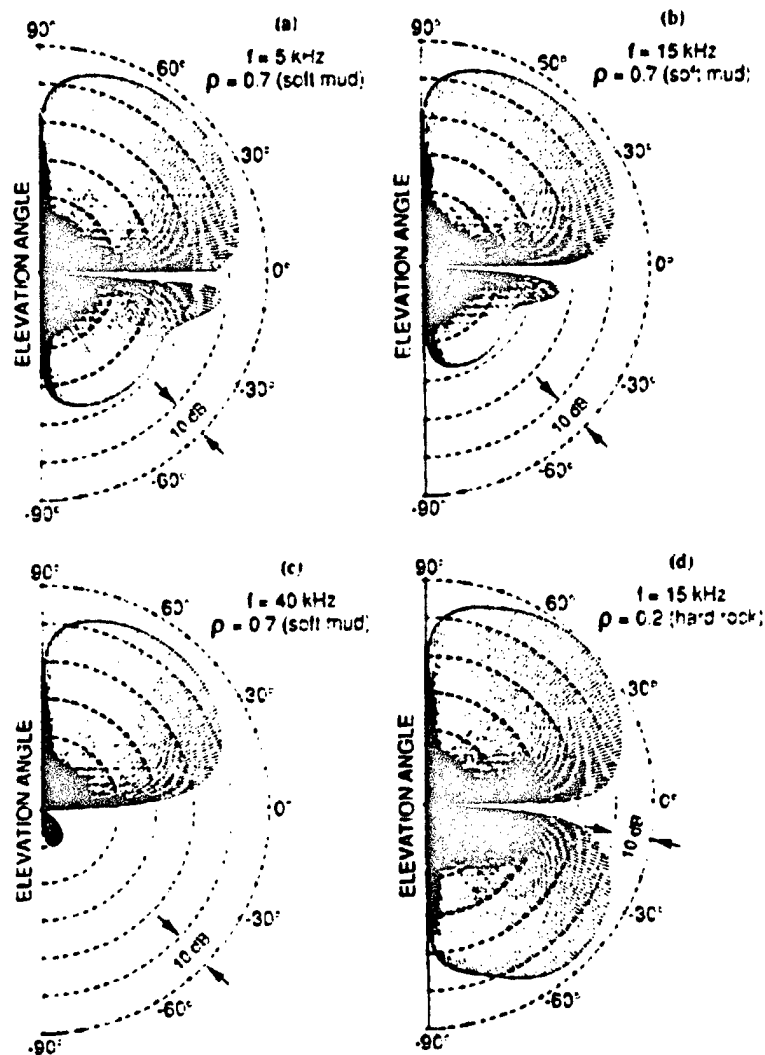 (a)
f = 5 kHz
ρ = 0.7 (soft mud)
90°
60°
30°
0°
-30°
10 dB
-60°
-90°
ELEVATION ANGLE
(b)
f = 15 kHz
ρ = 0.7 (soft mud)
90°
60°
30°
0°
-30°
10 dB
-60°
-90°
ELEVATION ANGLE
(c)
f = 40 kHz
ρ = 0.7 (soft mud)
90°
60°
30°
0°
-30°
10 dB
-60°
-90°
ELEVATION ANGLE
(d)
f = 15 kHz
ρ = 0.2 (hard rock)
90°
60°
30°
0°
10 dB
-30°
-60°
-90°
ELEVATION ANGLE